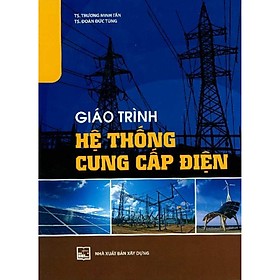 TS. TRƯƠNG MINH TẤN
TS. ĐOÀN ĐỨC TÙNG
GIÁO TRÌNH
HỆ THỐNG
CUNG CẤP ĐIỆN
NHÀ XUẤT BẢN XÂY DỰNG